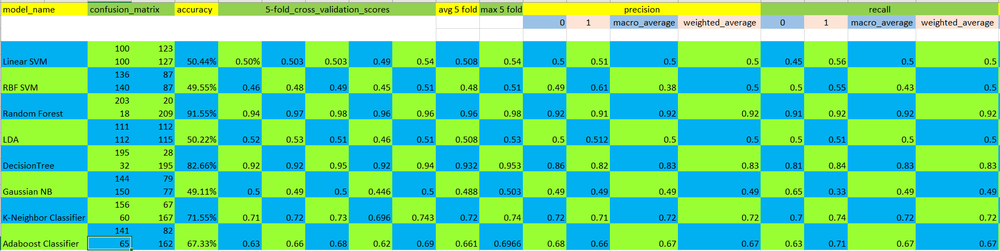 model_name confusion_matrix accuracy 5-fold_cross_validation_scores avg 5 fold max 5 fold precision recall
0 1 macro_average weighted_average 0 1 macro_average weighted_average
100 123
Linear SVM 100 127 50.44% 0.50% 0.503 0.503 0.49 0.54 0.508 0.54 0.5 0.51 0.5 0.5 0.45 0.56 0.5 0.5
136 87
RBF SVM 140 87 49.55% 0.46 0.48 0.49 0.45 0.51 0.48 0.51 0.49 0.61 0.38 0.5 0.5 0.55 0.43 0.5
203 20
Random Forest 18 209 91.55% 0.94 0.97 0.98 0.96 0.96 0.96 0.98 0.92 0.91 0.92 0.92 0.91 0.92 0.92 0.92
111 112
LDA 112 115 50.22% 0.52 0.53 0.51 0.46 0.51 0.508 0.53 0.5 0.512 0.5 0.5 0.5 0.51 0.5 0.5
195 28
DecisionTree 32 195 82.66% 0.92 0.92 0.95 0.92 0.94 0.932 0.953 0.86 0.82 0.83 0.83 0.81 0.84 0.83 0.83
144 79
Gaussian NB 150 77 49.11% 0.5 0.49 0.5 0.446 0.5 0.488 0.503 0.49 0.49 0.49 0.49 0.65 0.33 0.49 0.49
156 67
K-Neighbor Classifier 60 167 71.55% 0.71 0.72 0.73 0.696 0.743 0.72 0.74 0.72 0.71 0.72 0.72 0.7 0.74 0.72 0.72
141 82
Adaboost Classifier 65 162 67.33% 0.63 0.66 0.68 0.62 0.69 0.661 0.6966 0.68 0.66 0.67 0.67 0.63 0.71 0.67 0.67